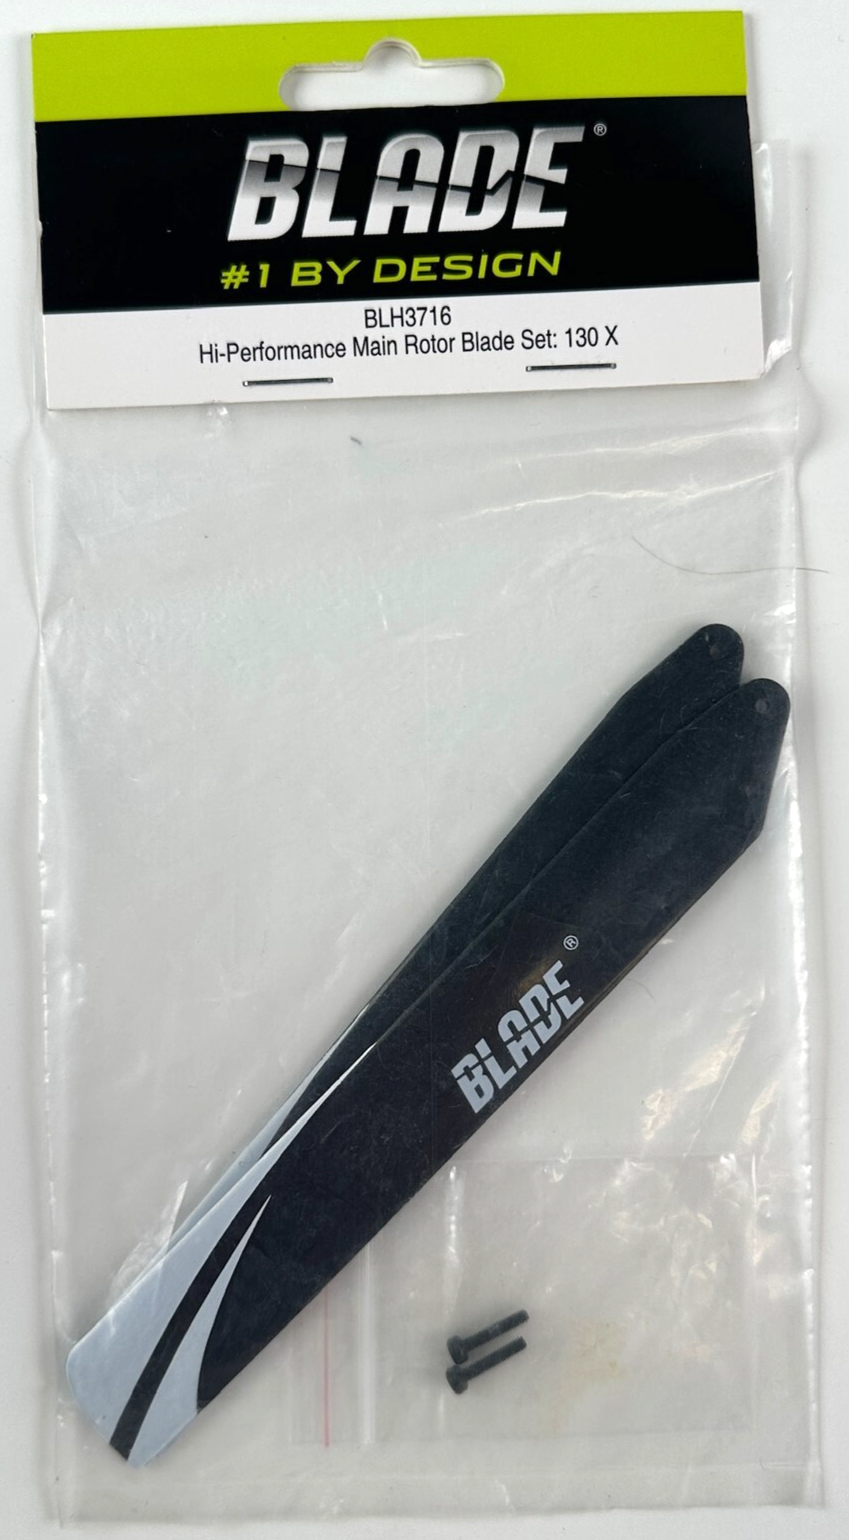 BLADE®
#1 BY DESIGN
BLH3716
Hi-Performance Main Rotor Blade Set: 130 X
BLADE®